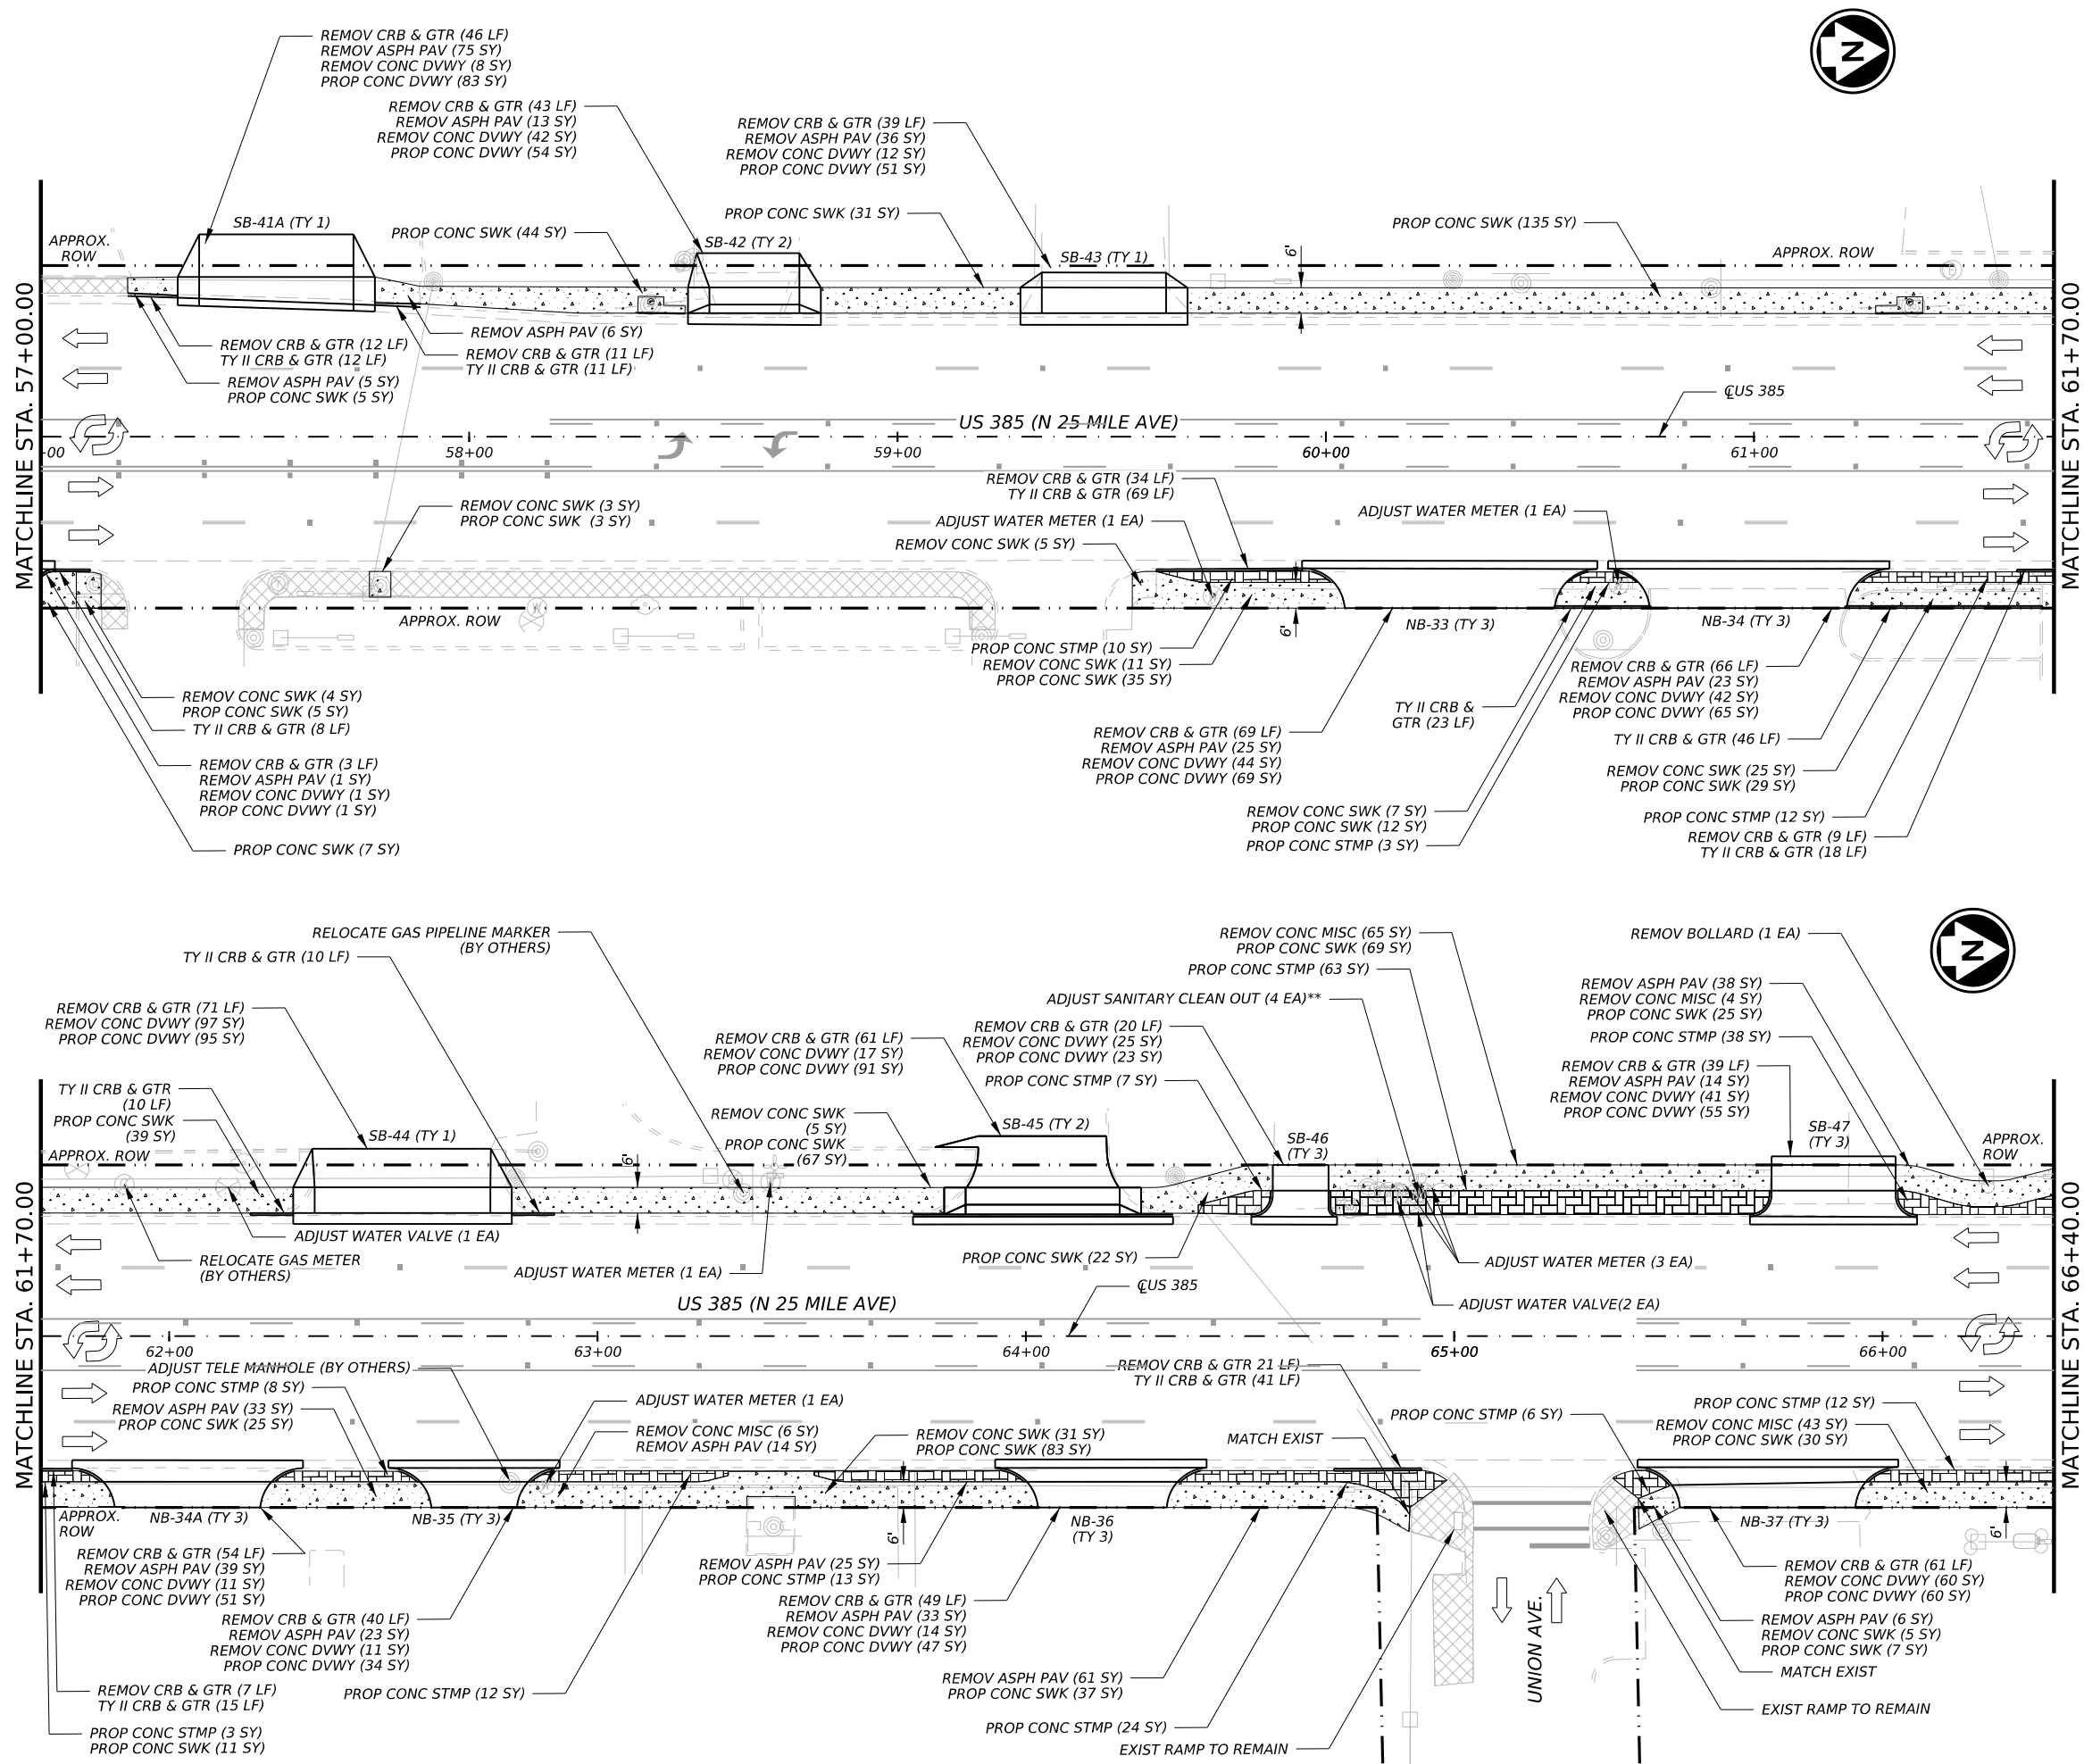 N
REMOV CRB & GTR (46 LF)
REMOV ASPH PAV (75 SY)
REMOV CONC DVWY (8 SY)
PROP CONC DVWY (83 SY)
REMOV CRB & GTR (43 LF)
REMOV ASPH PAV (13 SY)
REMOV CONC DVWY (42 SY)
PROP CONC DVWY (54 SY)
REMOV CRB & GTR (39 LF)
REMOV ASPH PAV (36 SY)
REMOV CONC DVWY (12 SY)
PROP CONC DVWY (51 SY)
MATCHLINE STA. 57+00.00
APPROX.
ROW
SB-41A (TY 1)
PROP CONC SWK (44 SY)
SB-42 (TY 2)
PROP CONC SWK (31 SY)
SB-43 (TY 1)
6'
PROP CONC SWK (135 SY)
APPROX. ROW
MATCHLINE STA. 61+70.00
REMOV CRB & GTR (12 LF)
TY II CRB & GTR (12 LF)
REMOV ASPH PAV (5 SY)
PROP CONC SWK (5 SY)
REMOV ASPH PAV (6 SY)
REMOV CRB & GTR (11 LF)
TY II CRB & GTR (11 LF)
US 385 (N 25 MILE AVE)
℄US 385
+00
58+00
59+00
60+00
61+00
REMOV CONC SWK (3 SY)
PROP CONC SWK (3 SY)
REMOV CRB & GTR (34 LF)
TY II CRB & GTR (69 LF)
ADJUST WATER METER (1 EA)
REMOV CONC SWK (5 SY)
ADJUST WATER METER (1 EA)
APPROX. ROW
6'
NB-33 (TY 3)
NB-34 (TY 3)
REMOV CONC SWK (4 SY)
PROP CONC SWK (5 SY)
TY II CRB & GTR (8 LF)
REMOV CRB & GTR (3 LF)
REMOV ASPH PAV (1 SY)
REMOV CONC DVWY (1 SY)
PROP CONC DVWY (1 SY)
PROP CONC SWK (7 SY)
PROP CONC STMP (10 SY)
REMOV CONC SWK (11 SY)
PROP CONC SWK (35 SY)
REMOV CRB & GTR (69 LF)
REMOV ASPH PAV (25 SY)
REMOV CONC DVWY (44 SY)
PROP CONC DVWY (69 SY)
TY II CRB &
GTR (23 LF)
REMOV CONC SWK (7 SY)
PROP CONC SWK (12 SY)
PROP CONC STMP (3 SY)
REMOV CRB & GTR (66 LF)
REMOV ASPH PAV (23 SY)
REMOV CONC DVWY (42 SY)
PROP CONC DVWY (65 SY)
TY II CRB & GTR (46 LF)
REMOV CONC SWK (25 SY)
PROP CONC SWK (29 SY)
PROP CONC STMP (12 SY)
REMOV CRB & GTR (9 LF)
TY II CRB & GTR (18 LF)
N
RELOCATE GAS PIPELINE MARKER
(BY OTHERS)
TY II CRB & GTR (10 LF)
REMOV CRB & GTR (71 LF)
REMOV CONC DVWY (97 SY)
PROP CONC DVWY (95 SY)
TY II CRB & GTR
(10 LF)
PROP CONC SWK
(39 SY)
REMOV CRB & GTR (61 LF)
REMOV CONC DVWY (17 SY)
PROP CONC DVWY (91 SY)
REMOV CONC SWK
(5 SY)
PROP CONC SWK
(67 SY)
REMOV CONC MISC (65 SY)
PROP CONC SWK (69 SY)
PROP CONC STMP (63 SY)
ADJUST SANITARY CLEAN OUT (4 EA)**
REMOV CRB & GTR (20 LF)
REMOV CONC DVWY (25 SY)
PROP CONC DVWY (23 SY)
PROP CONC STMP (7 SY)
REMOV BOLLARD (1 EA)
REMOV ASPH PAV (38 SY)
REMOV CONC MISC (4 SY)
PROP CONC SWK (25 SY)
PROP CONC STMP (38 SY)
REMOV CRB & GTR (39 LF)
REMOV ASPH PAV (14 SY)
REMOV CONC DVWY (41 SY)
PROP CONC DVWY (55 SY)
MATCHLINE STA. 61+70.00
APPROX. ROW
SB-44 (TY 1)
6'
SB-45 (TY 2)
SB-46
(TY 3)
SB-47
(TY 3)
APPROX.
ROW
MATCHLINE STA. 66+40.00
ADJUST WATER VALVE (1 EA)
RELOCATE GAS METER
(BY OTHERS)
ADJUST WATER METER (1 EA)
PROP CONC SWK (22 SY)
ADJUST WATER METER (3 EA)
ADJUST WATER VALVE(2 EA)
US 385 (N 25 MILE AVE)
℄US 385
62+00
63+00
64+00
65+00
66+00
ADJUST TELE MANHOLE (BY OTHERS)
PROP CONC STMP (8 SY)
REMOV ASPH PAV (33 SY)
PROP CONC SWK (25 SY)
ADJUST WATER METER (1 EA)
REMOV CONC MISC (6 SY)
REMOV ASPH PAV (14 SY)
REMOV CONC SWK (31 SY)
PROP CONC SWK (83 SY)
REMOV CRB & GTR 21 LF)
TY II CRB & GTR (41 LF)
MATCH EXIST
PROP CONC STMP (6 SY)
PROP CONC STMP (12 SY)
REMOV CONC MISC (43 SY)
PROP CONC SWK (30 SY)
APPROX.
ROW
NB-34A (TY 3)
NB-35 (TY 3)
6'
NB-36
(TY 3)
NB-37 (TY 3)
6'
REMOV CRB & GTR (54 LF)
REMOV ASPH PAV (39 SY)
REMOV CONC DVWY (11 SY)
PROP CONC DVWY (51 SY)
REMOV CRB & GTR (40 LF)
REMOV ASPH PAV (23 SY)
REMOV CONC DVWY (11 SY)
PROP CONC DVWY (34 SY)
REMOV CRB & GTR (7 LF)
TY II CRB & GTR (15 LF)
PROP CONC STMP (3 SY)
PROP CONC SWK (11 SY)
PROP CONC STMP (12 SY)
REMOV ASPH PAV (25 SY)
PROP CONC STMP (13 SY)
REMOV CRB & GTR (49 LF)
REMOV ASPH PAV (33 SY)
REMOV CONC DVWY (14 SY)
PROP CONC DVWY (47 SY)
REMOV ASPH PAV (61 SY)
PROP CONC SWK (37 SY)
PROP CONC STMP (24 SY)
EXIST RAMP TO REMAIN
UNION AVE.
REMOV CRB & GTR (61 LF)
REMOV CONC DVWY (60 SY)
PROP CONC DVWY (60 SY)
REMOV ASPH PAV (6 SY)
REMOV CONC SWK (5 SY)
PROP CONC SWK (7 SY)
MATCH EXIST
EXIST RAMP TO REMAIN